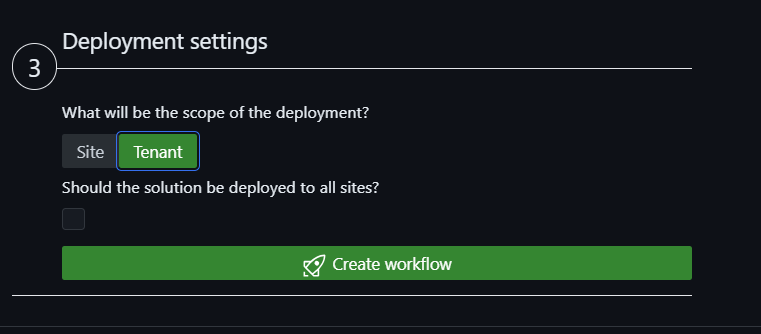 Deployment settings
3
What will be the scope of the deployment?
Site Tenant
Should the solution be deployed to all sites?
Create workflow